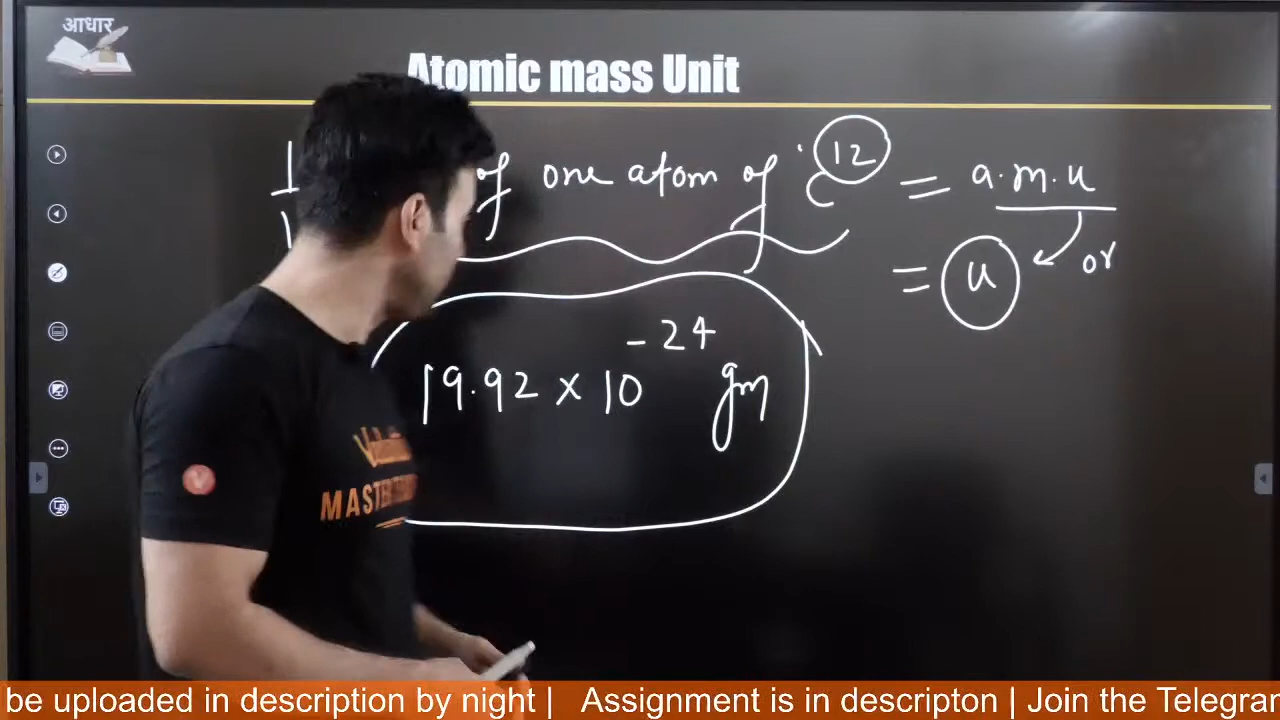 आधार
Atomic mass Unit
1 of one atom of C 12 = a.m.u
= u or
19.92 x 10 -24 gm
MASTER
be uploaded in description by night | Assignment is in descripton | Join the Telegram